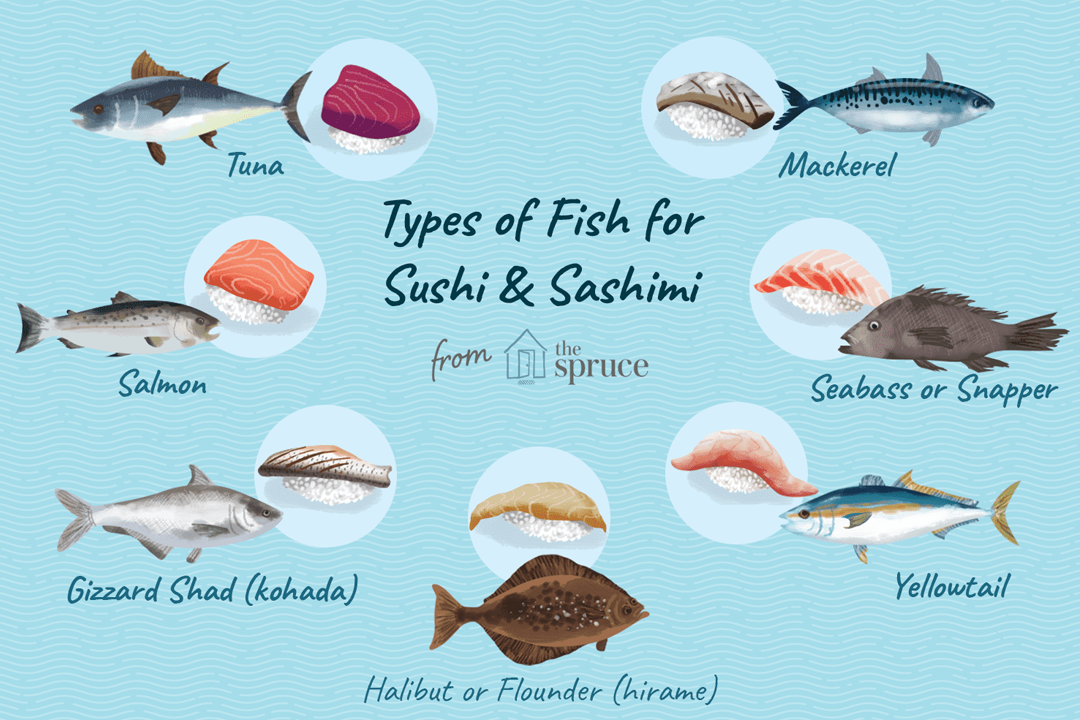 Tuna
Mackerel
Types of Fish for
Sushi & Sashimi
from the
spruce
Salmon
Seabass or Snapper
Gizzard Shad (kohada)
Yellowtail
Halibut or Flounder (hirame)